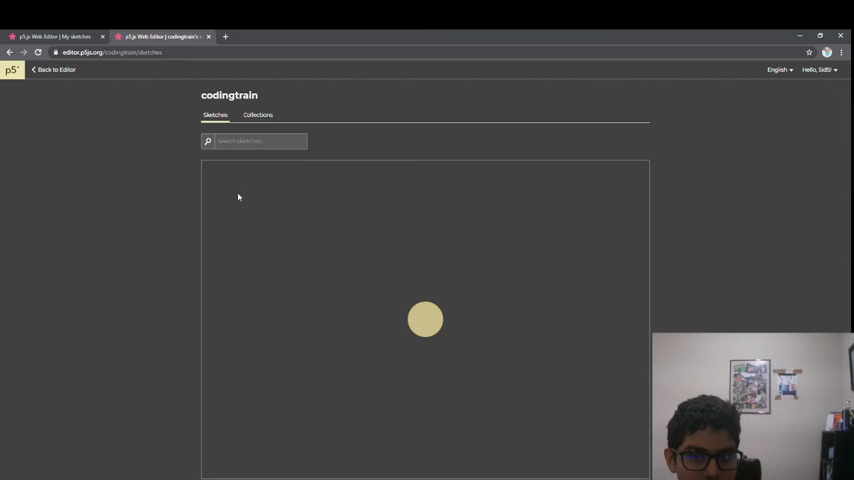 p5.js Web Editor | My sketches
p5.js Web Editor | codingtrain's s
editor.p5js.org/codingtrain/sketches
p5*
Back to Editor
English
Hello, SidS!
codingtrain
Sketches
Collections
Search sketches...